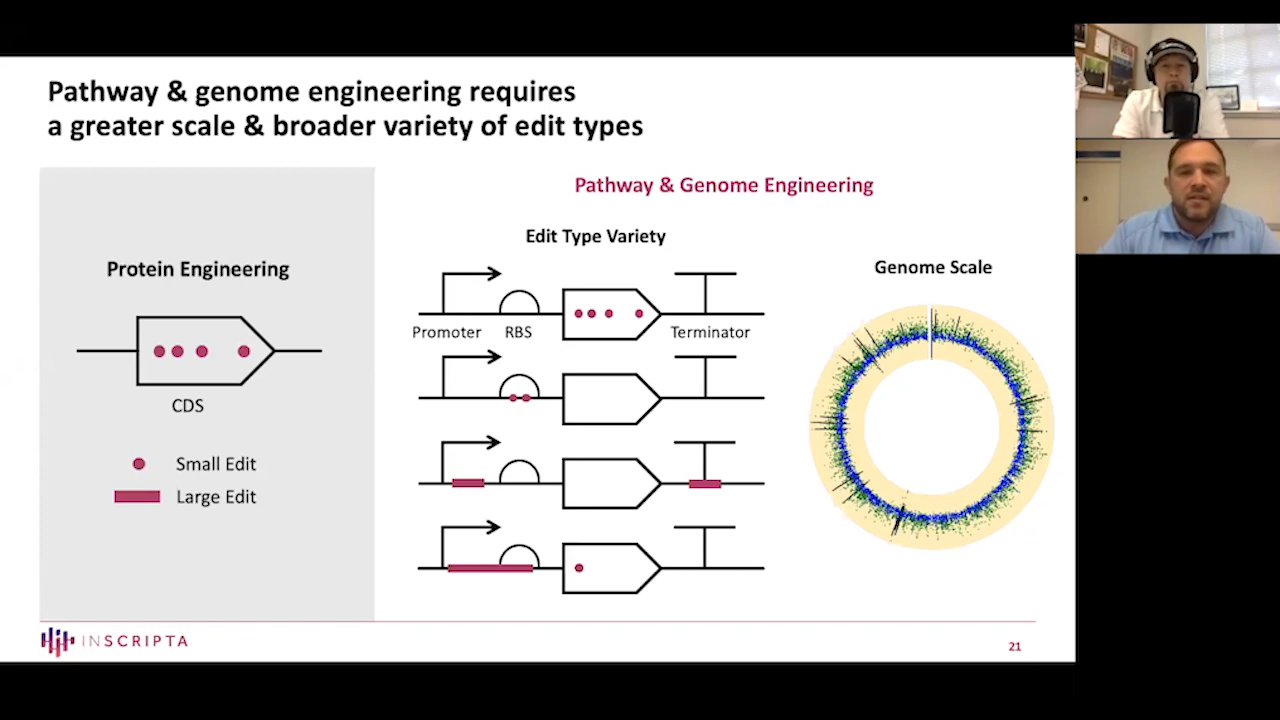 Pathway & genome engineering requires
a greater scale & broader variety of edit types
Protein Engineering
CDS
Small Edit
Large Edit
Pathway & Genome Engineering
Edit Type Variety
Promoter RBS Terminator
Genome Scale
INSCRIPTA
21